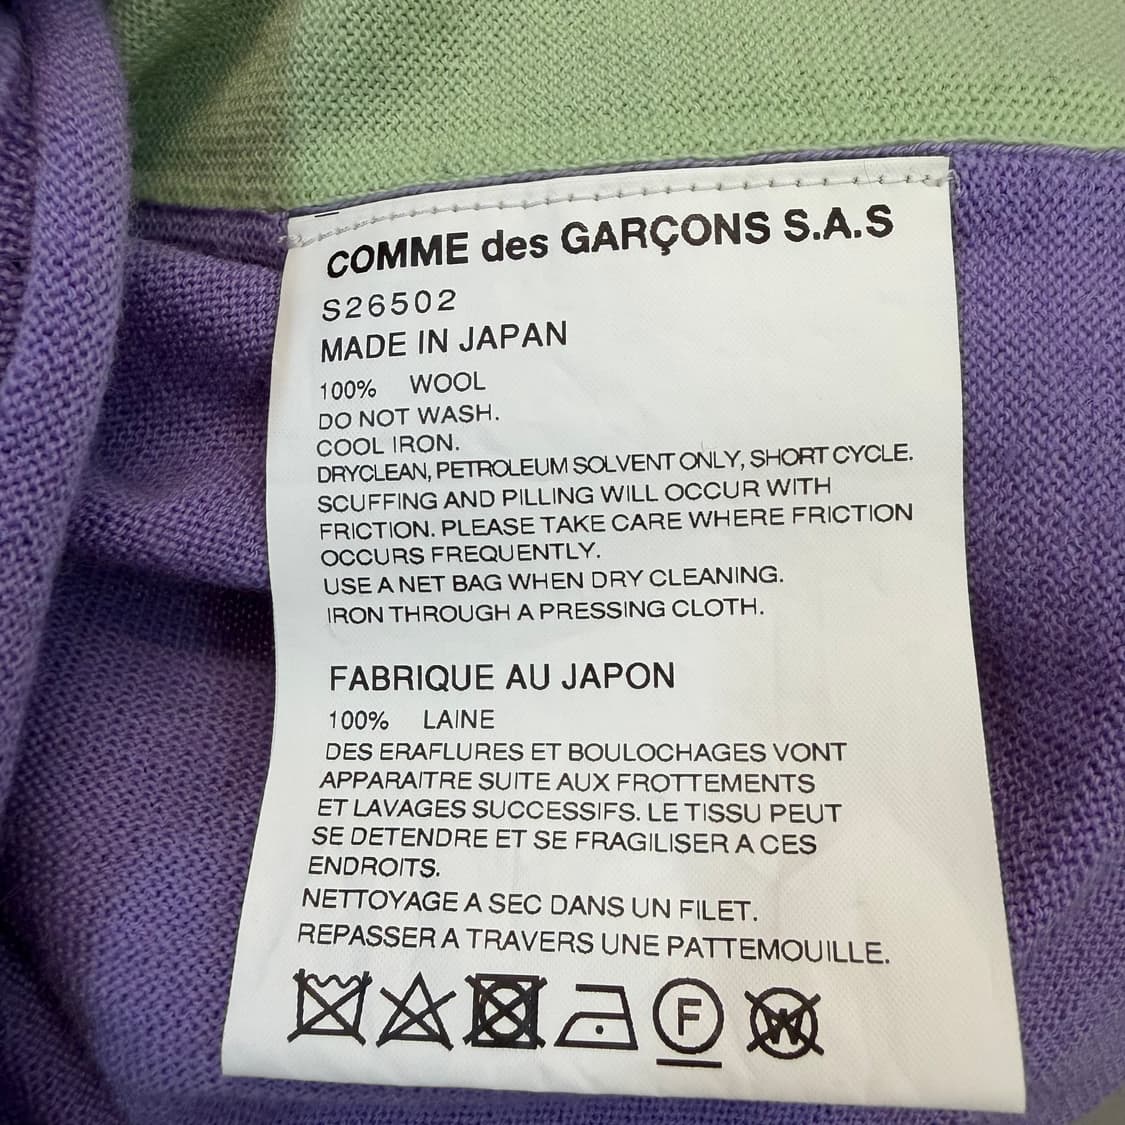 COMME des GARÇONS S.A.S
S26502
MADE IN JAPAN
100% WOOL
DO NOT WASH.
COOL IRON.
DRYCLEAN, PETROLEUM SOLVENT ONLY, SHORT CYCLE.
SCUFFING AND PILLING WILL OCCUR WITH
FRICTION. PLEASE TAKE CARE WHERE FRICTION
OCCURS FREQUENTLY.
USE A NET BAG WHEN DRY CLEANING.
IRON THROUGH A PRESSING CLOTH.
FABRIQUE AU JAPON
100% LAINE
DES ERAFLURES ET BOULOCHAGES VONT
APPARAITRE SUITE AUX FROTTEMENTS
ET LAVAGES SUCCESSIFS. LE TISSU PEUT
SE DETENDRE ET SE FRAGILISER A CES
ENDROITS.
NETTOYAGE A SEC DANS UN FILET.
REPASSER A TRAVERS UNE PATTEMOUILLE.
F W